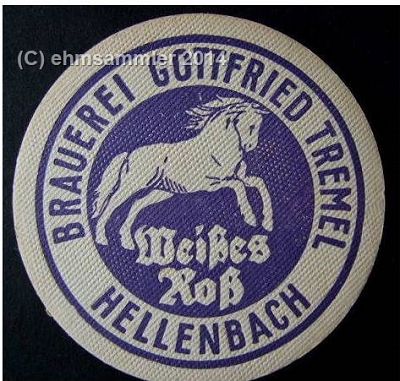 (C) ehmsammler 2014
BRAUEREI GOTTFRIED TREMEL
Weißes
Roß
HELLENBACH